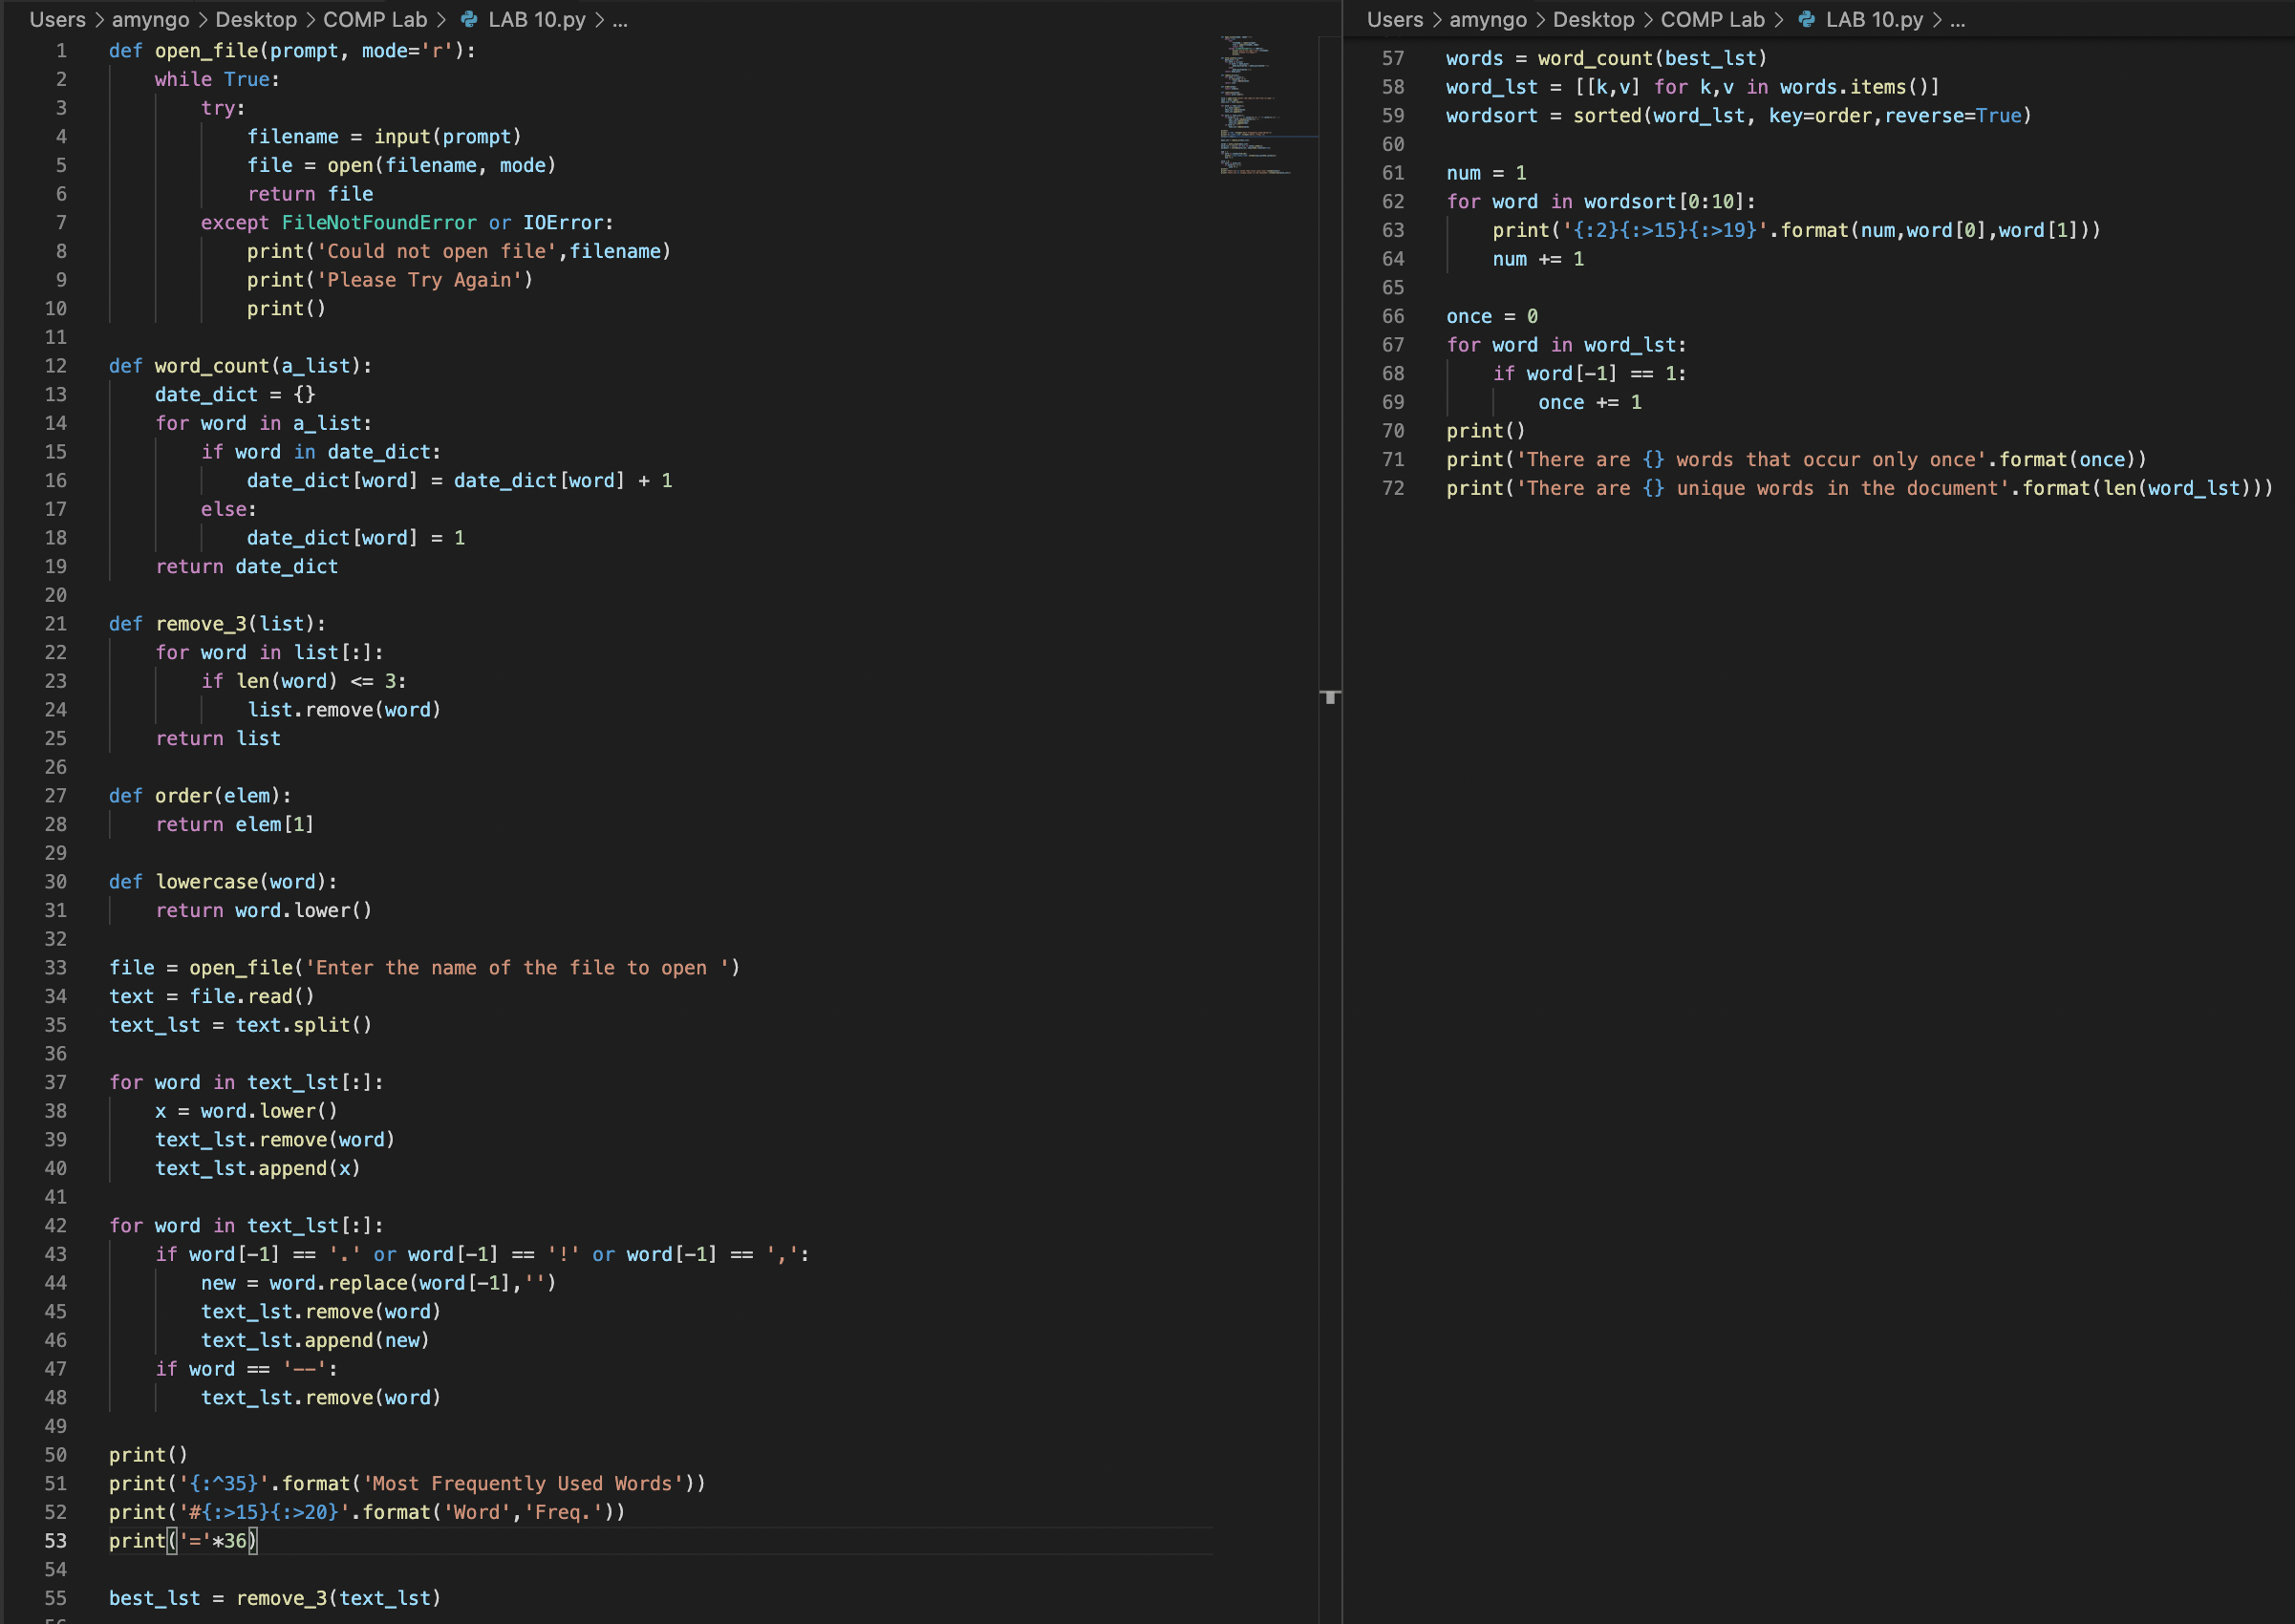 Users > amyngo > Desktop > COMP Lab > LAB 10.py > ...
1 def open_file(prompt, mode='r'):
2     while True:
3         try:
4             filename = input(prompt)
5             file = open(filename, mode)
6             return file
7         except FileNotFoundError or IOError:
8             print('Could not open file',filename)
9             print('Please Try Again')
10             print()
11
12 def word_count(a_list):
13     date_dict = {}
14     for word in a_list:
15         if word in date_dict:
16             date_dict[word] = date_dict[word] + 1
17         else:
18             date_dict[word] = 1
19     return date_dict
20
21 def remove_3(list):
22     for word in list[:]:
23         if len(word) <= 3:
24             list.remove(word)
25     return list
26
27 def order(elem):
28     return elem[1]
29
30 def lowercase(word):
31     return word.lower()
32
33 file = open_file('Enter the name of the file to open ')
34 text = file.read()
35 text_lst = text.split()
36
37 for word in text_lst[:]:
38     x = word.lower()
39     text_lst.remove(word)
40     text_lst.append(x)
41
42 for word in text_lst[:]:
43     if word[-1] == '.' or word[-1] == '!' or word[-1] == ',':
44         new = word.replace(word[-1],'')
45         text_lst.remove(word)
46         text_lst.append(new)
47     if word == '--':
48         text_lst.remove(word)
49
50 print()
51 print('{:^35}'.format('Most Frequently Used Words'))
52 print('#{:>15}{:>20}'.format('Word','Freq.'))
53 print('='*36)
54
55 best_lst = remove_3(text_lst)
Users > amyngo > Desktop > COMP Lab > LAB 10.py > ...
57 words = word_count(best_lst)
58 word_lst = [[k,v] for k,v in words.items()]
59 wordsort = sorted(word_lst, key=order,reverse=True)
60
61 num = 1
62 for word in wordsort[0:10]:
63     print('{:2}{:>15}{:>19}'.format(num,word[0],word[1]))
64     num += 1
65
66 once = 0
67 for word in word_lst:
68     if word[-1] == 1:
69         once += 1
70 print()
71 print('There are {} words that occur only once'.format(once))
72 print('There are {} unique words in the document'.format(len(word_lst)))